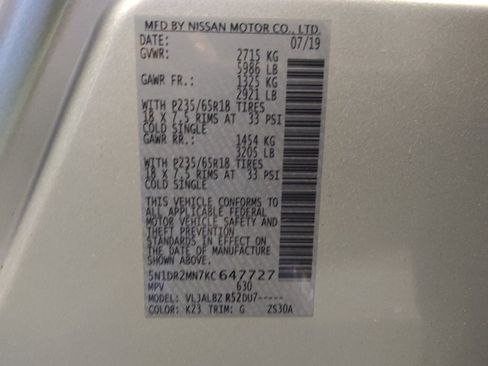 MFD BY NISSAN MOTOR CO., LTD.
DATE: 07/19
GVWR: 2715 KG
5986 LB
GAWR FR.: 1325 KG
2921 LB
WITH P235/65R18 TIRES
18 X 7.5 RIMS AT 33 PSI
COLD SINGLE
GAWR RR.: 1454 KG
3205 LB
WITH P235/65R18 TIRES
18 X 7.5 RIMS AT 33 PSI
COLD SINGLE
THIS VEHICLE CONFORMS TO
ALL APPLICABLE FEDERAL
MOTOR VEHICLE SAFETY AND
THEFT PREVENTION
STANDARDS IN EFFECT ON
THE DATE OF MANUFACTURE
SHOWN ABOVE.
5N1DR2MN7KC647727
MPV 630
MODEL: VLJALBZ R52DU7-----
COLOR: K23 TRIM: G ZS30A